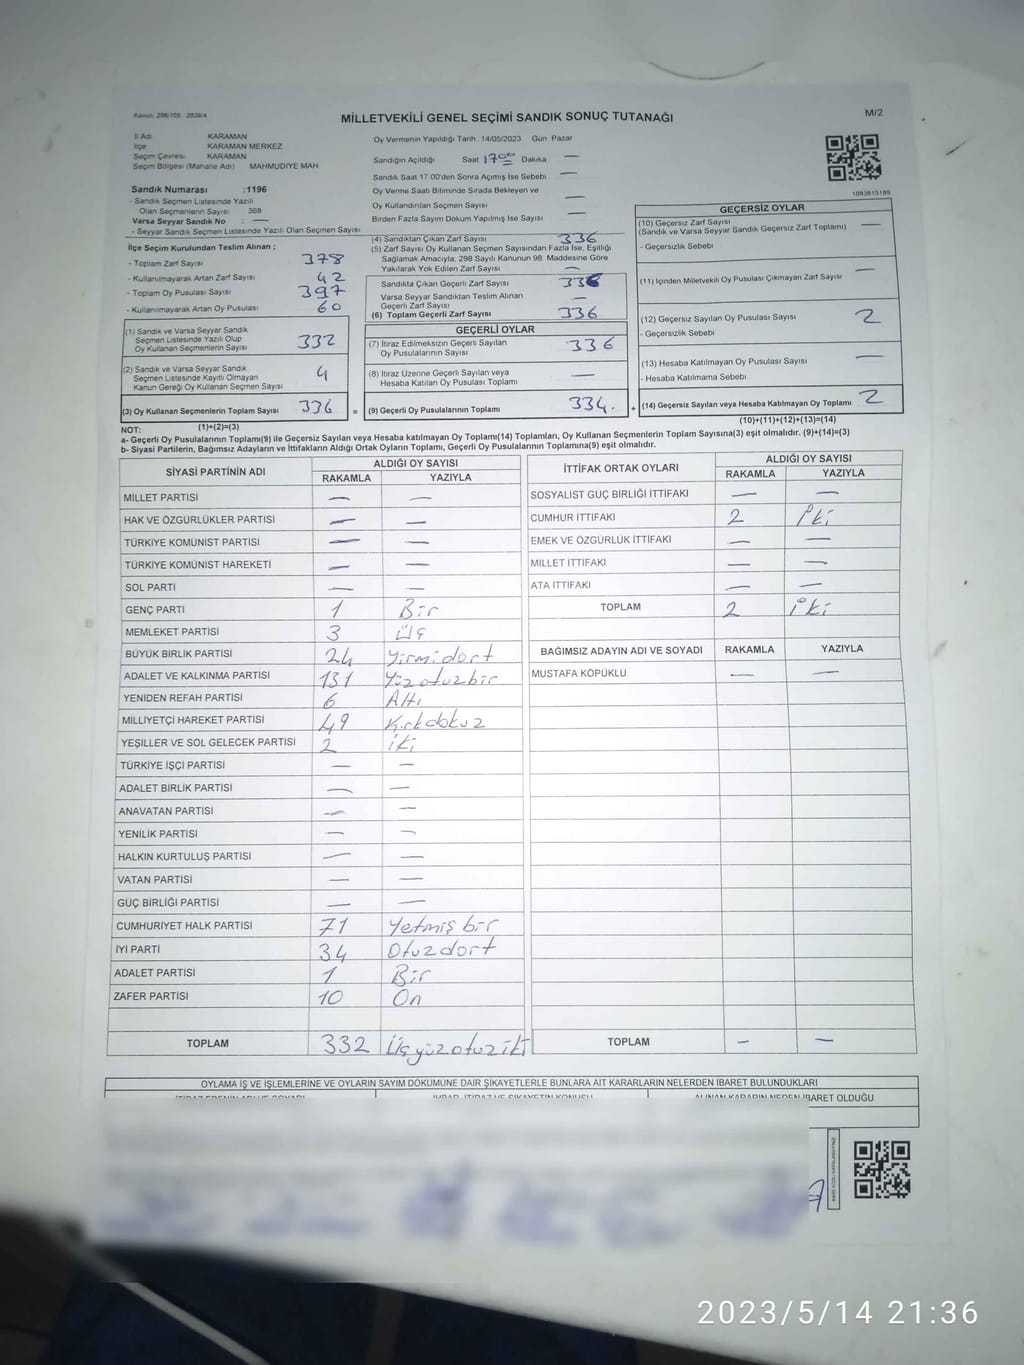 Kanun: 298/105 2839/4
MİLLETVEKİLİ GENEL SEÇİMİ SANDIK SONUÇ TUTANAĞI
M/2
İl Adı KARAMAN
İlçe KARAMAN MERKEZ
Seçim Çevresi KARAMAN
Seçim Bölgesi (Mahalle Adı) MAHMUDİYE MAH.
Oy Vermenin Yapıldığı Tarih 14/05/2023 Gün Pazar
Sandığın Açıldığı Saat 17 00 Dakika —
Sandık Saat 17.00'den Sonra Açılmış İse Sebebi —
Oy Verme Saati Bitiminde Sırada Bekleyen ve
Oy Kullandırılan Seçmen Sayısı —
Birden Fazla Sayım Döküm Yapılmış İse Sayısı —
1083615189
Sandık Numarası :1196
- Sandık Seçmen Listesinde Yazılı
Olan Seçmenlerin Sayısı 368
Varsa Seyyar Sandık No : —
- Seyyar Sandık Seçmen Listesinde Yazılı Olan Seçmen Sayısı
İlçe Seçim Kurulundan Teslim Alınan ;
- Toplam Zarf Sayısı 378
- Kullanılmayarak Artan Zarf Sayısı 42
- Toplam Oy Pusulası Sayısı 397
- Kullanılmayarak Artan Oy Pusulası 60
(1) Sandık ve Varsa Seyyar Sandık
Seçmen Listesinde Yazılı Olup
Oy Kullanan Seçmenlerin Sayısı 332
(2) Sandık ve Varsa Seyyar Sandık
Seçmen Listesinde Kayıtlı Olmayan
Kanun Gereği Oy Kullanan Seçmen Sayısı 4
(3) Oy Kullanan Seçmenlerin Toplam Sayısı 336 =
(4) Sandıktan Çıkan Zarf Sayısı 336
(5) Zarf Sayısı Oy Kullanan Seçmen Sayısından Fazla İse, Eşitliği
Sağlamak Amacıyla, 298 Sayılı Kanunun 98. Maddesine Göre
Yakılarak Yok Edilen Zarf Sayısı —
Sandıkta Çıkan Geçerli Zarf Sayısı 336
Varsa Seyyar Sandıktan Teslim Alınan
Geçerli Zarf Sayısı —
(6) Toplam Geçerli Zarf Sayısı 336
GEÇERLİ OYLAR
(7) İtiraz Edilmeksizin Geçerli Sayılan
Oy Pusulalarının Sayısı 336
(8) İtiraz Üzerine Geçerli Sayılan veya
Hesaba Katılan Oy Pusulası Toplamı —
(9) Geçerli Oy Pusulalarının Toplamı 334. +
GEÇERSİZ OYLAR
(10) Geçersiz Zarf Sayısı
(Sandık ve Varsa Seyyar Sandık Geçersiz Zarf Toplamı) —
- Geçersizlik Sebebi
(11) İçinden Milletvekili Oy Pusulası Çıkmayan Zarf Sayısı —
(12) Geçersiz Sayılan Oy Pusulası Sayısı 2
- Geçersizlik Sebebi
(13) Hesaba Katılmayan Oy Pusulası Sayısı —
- Hesaba Katılmama Sebebi
(14) Geçersiz Sayılan veya Hesaba Katılmayan Oy Toplamı 2
NOT: (1)+(2)=(3) (10)+(11)+(12)+(13)=(14)
a- Geçerli Oy Pusulalarının Toplamı(9) ile Geçersiz Sayılan veya Hesaba katılmayan Oy Toplamı(14) Toplamları, Oy Kullanan Seçmenlerin Toplam Sayısına(3) eşit olmalıdır. (9)+(14)=(3)
b- Siyasi Partilerin, Bağımsız Adayların ve İttifakların Aldığı Ortak Oyların Toplamı, Geçerli Oy Pusulalarının Toplamına(9) eşit olmalıdır.
SİYASİ PARTİNİN ADI ALDIĞI OY SAYISI
RAKAMLA YAZIYLA
MİLLET PARTİSİ — —
HAK VE ÖZGÜRLÜKLER PARTİSİ — —
TÜRKİYE KOMÜNİST PARTİSİ — —
TÜRKİYE KOMÜNİST HAREKETİ — —
SOL PARTİ — —
GENÇ PARTİ 1 Bir
MEMLEKET PARTİSİ 3 Üç
BÜYÜK BİRLİK PARTİSİ 24 Yirmidort
ADALET VE KALKINMA PARTİSİ 131 Yüzotuzbir
YENİDEN REFAH PARTİSİ 6 Altı
MİLLİYETÇİ HAREKET PARTİSİ 49 Kırkdokuz
YEŞİLLER VE SOL GELECEK PARTİSİ 2 iki
TÜRKİYE İŞÇİ PARTİSİ — —
ADALET BİRLİK PARTİSİ — —
ANAVATAN PARTİSİ — —
YENİLİK PARTİSİ — —
HALKIN KURTULUŞ PARTİSİ — —
VATAN PARTİSİ — —
GÜÇ BİRLİĞİ PARTİSİ — —
CUMHURİYET HALK PARTİSİ 71 Yetmiş bir
İYİ PARTİ 34 Otuzdort
ADALET PARTİSİ 1 Bir
ZAFER PARTİSİ 10 On
TOPLAM 332 Üçyüzotuziki
İTTİFAK ORTAK OYLARI ALDIĞI OY SAYISI
RAKAMLA YAZIYLA
SOSYALİST GÜÇ BİRLİĞİ İTTİFAKI — —
CUMHUR İTTİFAKI 2 İki
EMEK VE ÖZGÜRLÜK İTTİFAKI — —
MİLLET İTTİFAKI — —
ATA İTTİFAKI — —
TOPLAM 2 iki
BAĞIMSIZ ADAYIN ADI VE SOYADI RAKAMLA YAZIYLA
MUSTAFA KÖPÜKLÜ — —
TOPLAM — —
OYLAMA İŞ VE İŞLEMLERİNE VE OYLARIN SAYIM DÖKÜMÜNE DAİR ŞİKAYETLERLE BUNLARA AİT KARARLARIN NELERDEN İBARET BULUNDUKLARI
ALINAN KARARIN NEDEN İBARET OLDUĞU
2023/5/14 21:36